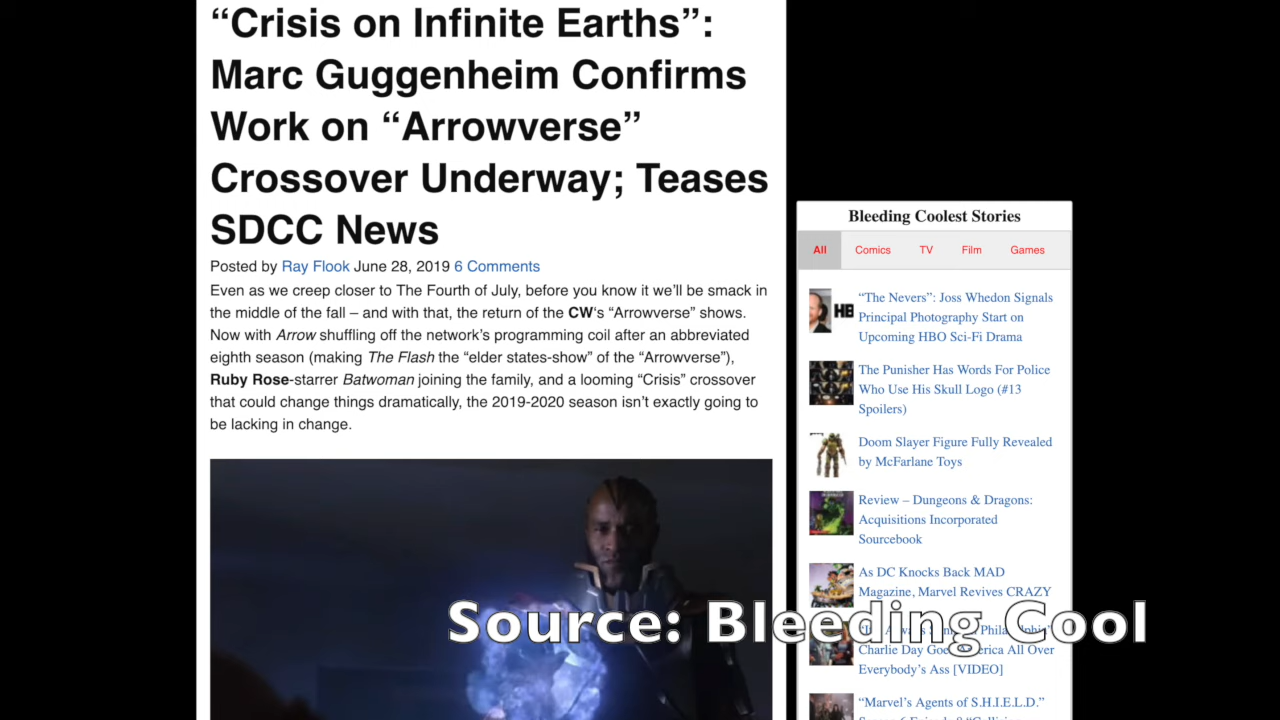 “Crisis on Infinite Earths”:
Marc Guggenheim Confirms
Work on “Arrowverse”
Crossover Underway; Teases
SDCC News
Posted by Ray Flook June 28, 2019 6 Comments
Even as we creep closer to The Fourth of July, before you know it we’ll be smack in
the middle of the fall – and with that, the return of the CW‘s “Arrowverse” shows.
Now with Arrow shuffling off the network’s programming coil after an abbreviated
eighth season (making The Flash the “elder states-show” of the “Arrowverse”),
Ruby Rose-starrer Batwoman joining the family, and a looming “Crisis” crossover
that could change things dramatically, the 2019-2020 season isn’t exactly going to
be lacking in change.
Bleeding Coolest Stories
All Comics TV Film Games
HB
“The Nevers”: Joss Whedon Signals
Principal Photography Start on
Upcoming HBO Sci-Fi Drama
The Punisher Has Words For Police
Who Use His Skull Logo (#13
Spoilers)
Doom Slayer Figure Fully Revealed
by McFarlane Toys
Review – Dungeons & Dragons:
Acquisitions Incorporated
Sourcebook
As DC Knocks Back MAD
Magazine, Marvel Revives CRAZY
Charlie Day Goes America All Over
Everybody’s Ass [VIDEO]
“Marvel’s Agents of S.H.I.E.L.D.”
Source: Bleeding Cool